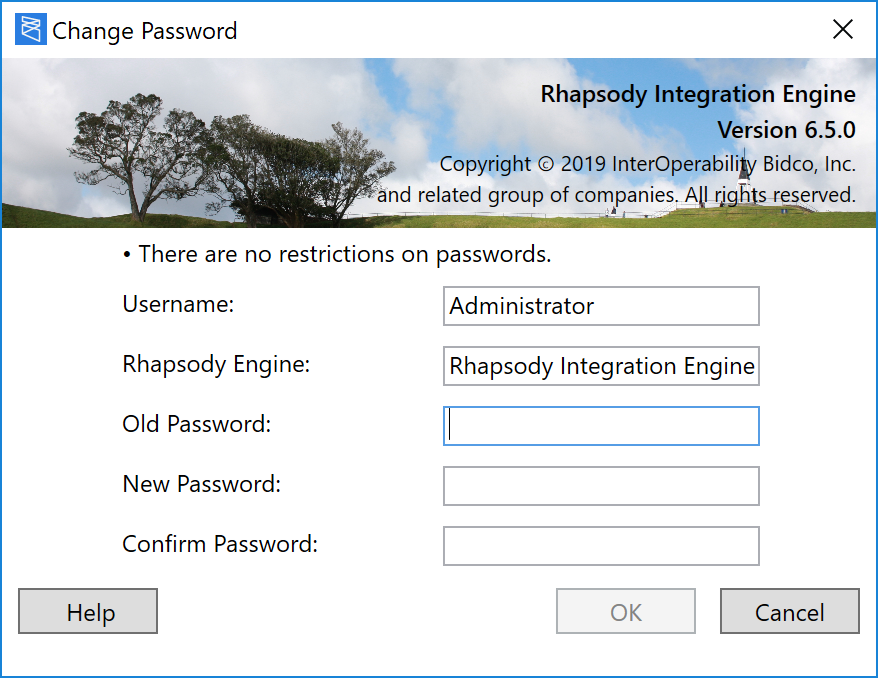 Change Password
Rhapsody Integration Engine
Version 6.5.0
Copyright © 2019 InterOperability Bidco, Inc.
and related group of companies. All rights reserved.
• There are no restrictions on passwords.
Username: Administrator
Rhapsody Engine: Rhapsody Integration Engine
Old Password:
New Password:
Confirm Password:
Help OK Cancel